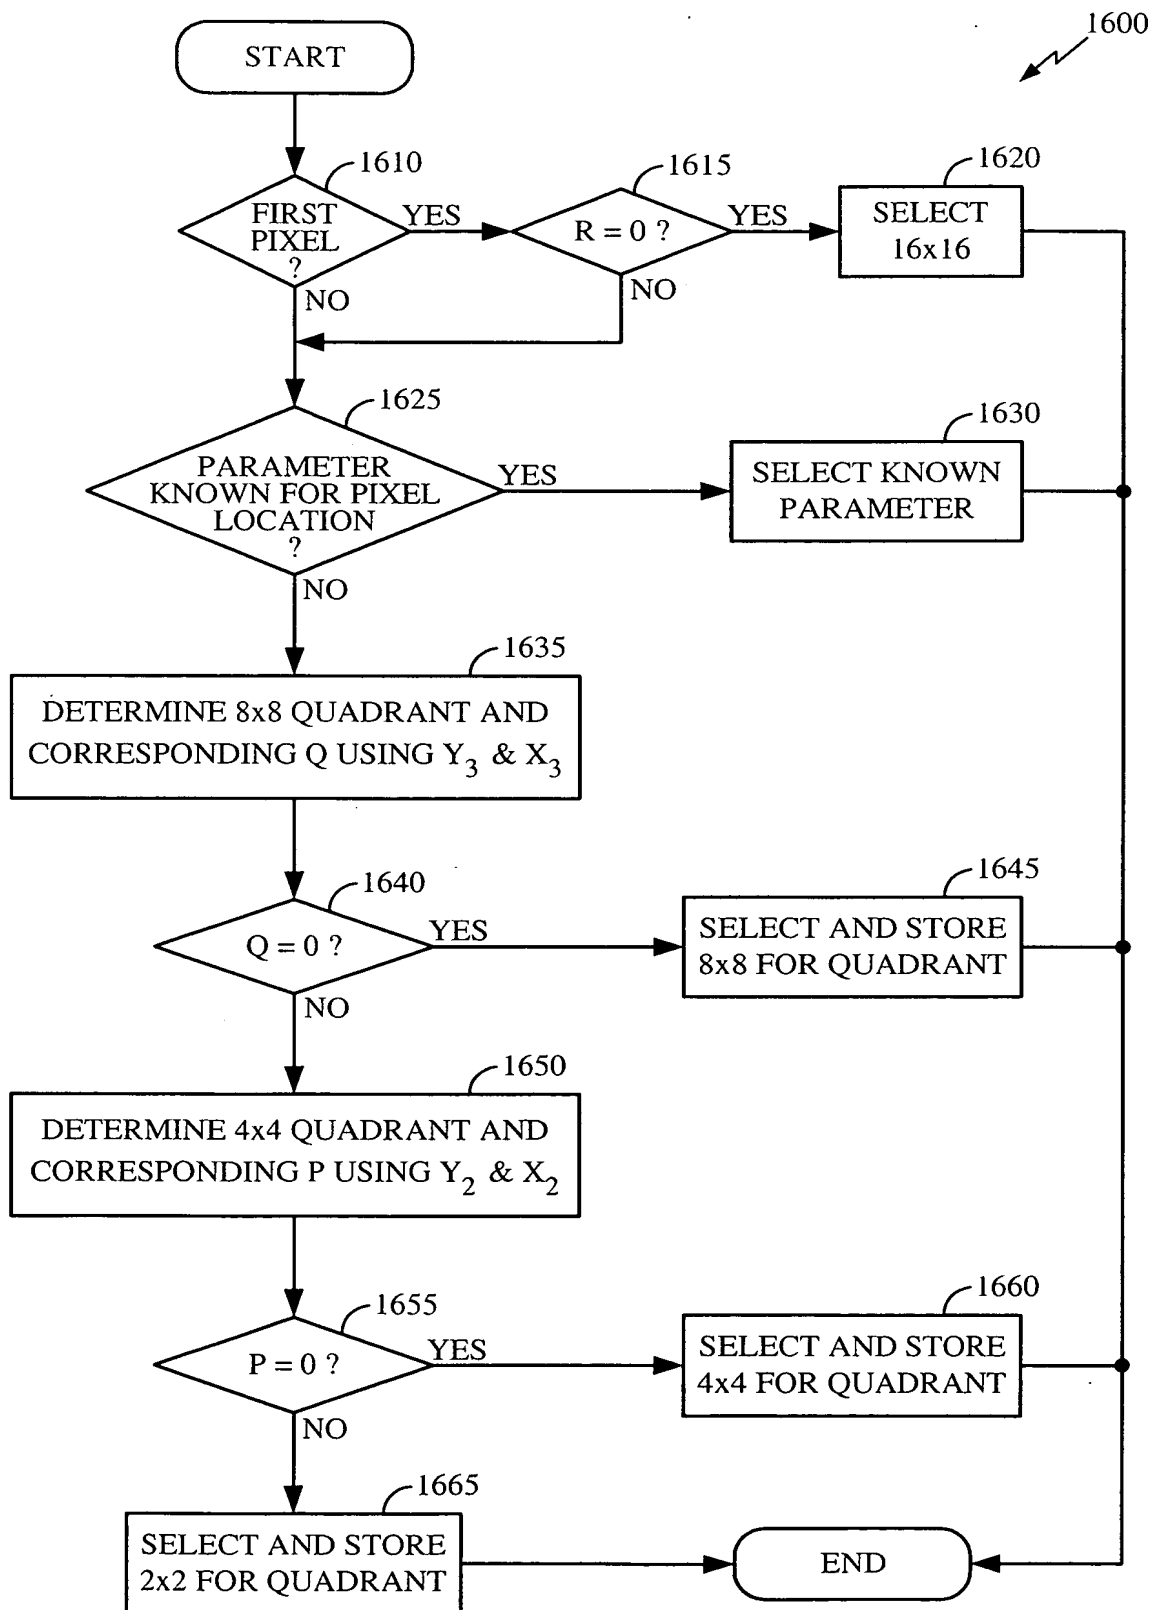 1600
START
1610
FIRST
PIXEL
?
YES
NO
1615
R = 0 ?
YES
NO
1620
SELECT
16x16
1625
PARAMETER
KNOWN FOR PIXEL
LOCATION
?
YES
NO
1630
SELECT KNOWN
PARAMETER
1635
DETERMINE 8x8 QUADRANT AND
CORRESPONDING Q USING Y3 & X3
1640
Q = 0 ?
YES
NO
1645
SELECT AND STORE
8x8 FOR QUADRANT
1650
DETERMINE 4x4 QUADRANT AND
CORRESPONDING P USING Y2 & X2
1655
P = 0 ?
YES
NO
1660
SELECT AND STORE
4x4 FOR QUADRANT
1665
SELECT AND STORE
2x2 FOR QUADRANT
END